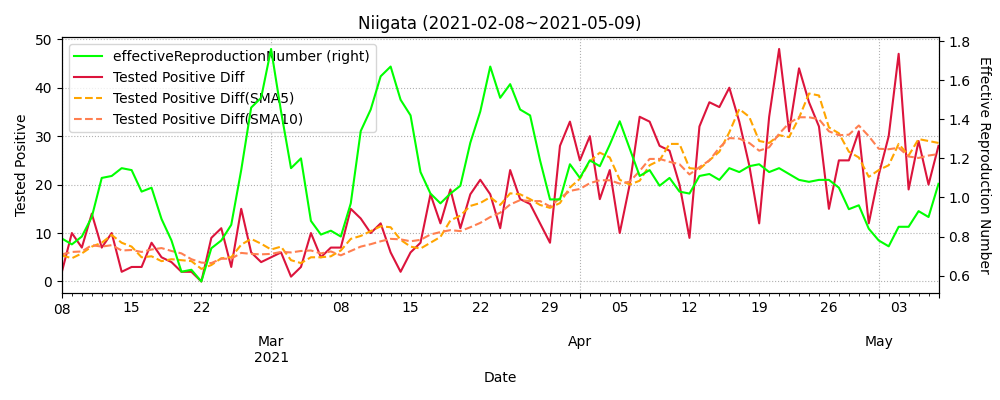 Niigata (2021-02-08~2021-05-09)
effectiveReproductionNumber (right)
Tested Positive Diff
Tested Positive Diff(SMA5)
Tested Positive Diff(SMA10)
Tested Positive
50
40
30
20
10
0
1.8
1.6
1.4
1.2
1.0
0.8
0.6
Effective Reproduction Number
08 15 22 08 15 22 29 05 12 19 26 03
Mar Apr May
2021
Date